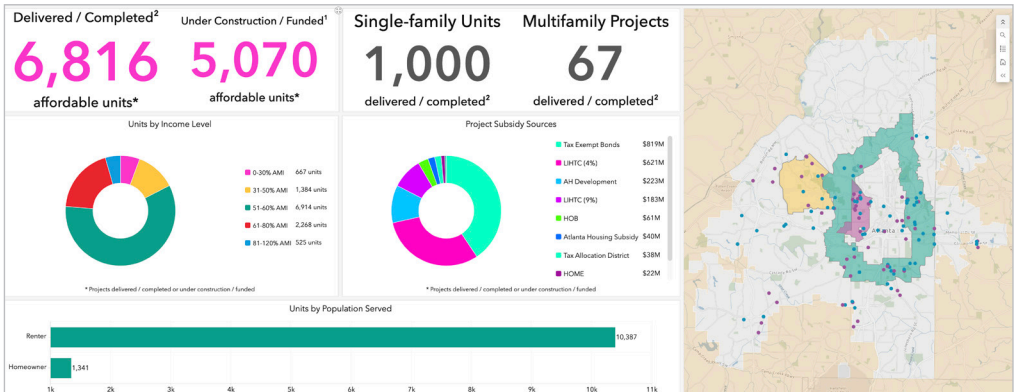 Delivered / Completed²
6,816
affordable units*
Under Construction / Funded¹
5,070
affordable units*
Single-family Units
1,000
delivered / completed²
Multifamily Projects
67
delivered / completed²
Units by Income Level
0-30% AMI 667 units
31-50% AMI 1,384 units
51-60% AMI 6,914 units
61-80% AMI 2,268 units
81-120% AMI 525 units
* Projects delivered / completed or under construction / funded
Project Subsidy Sources
Tax Exempt Bonds $819M
LIHTC (4%) $621M
AH Development $223M
LIHTC (9%) $183M
HOB $61M
Atlanta Housing Subsidy $40M
Tax Allocation District $38M
HOME $22M
* Projects delivered / completed or under construction / funded
Units by Population Served
Renter 10,387
Homeowner 1,341
1k 2k 3k 4k 5k 6k 7k 8k 9k 10k 11k
Atlanta